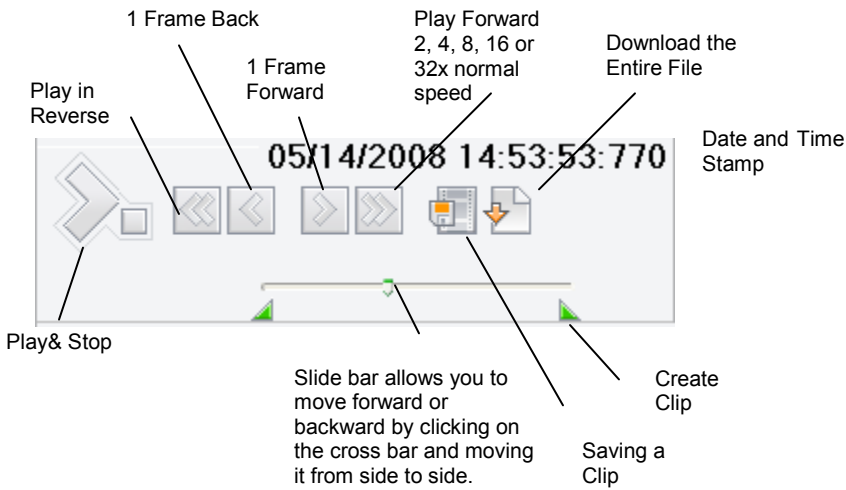 1 Frame Back
Play Forward
2, 4, 8, 16 or
32x normal
speed
Download the
Entire File
1 Frame
Forward
Play in
Reverse
05/14/2008 14:53:53:770
Date and Time
Stamp
Play& Stop
Slide bar allows you to
move forward or
backward by clicking on
the cross bar and moving
it from side to side.
Create
Clip
Saving a
Clip